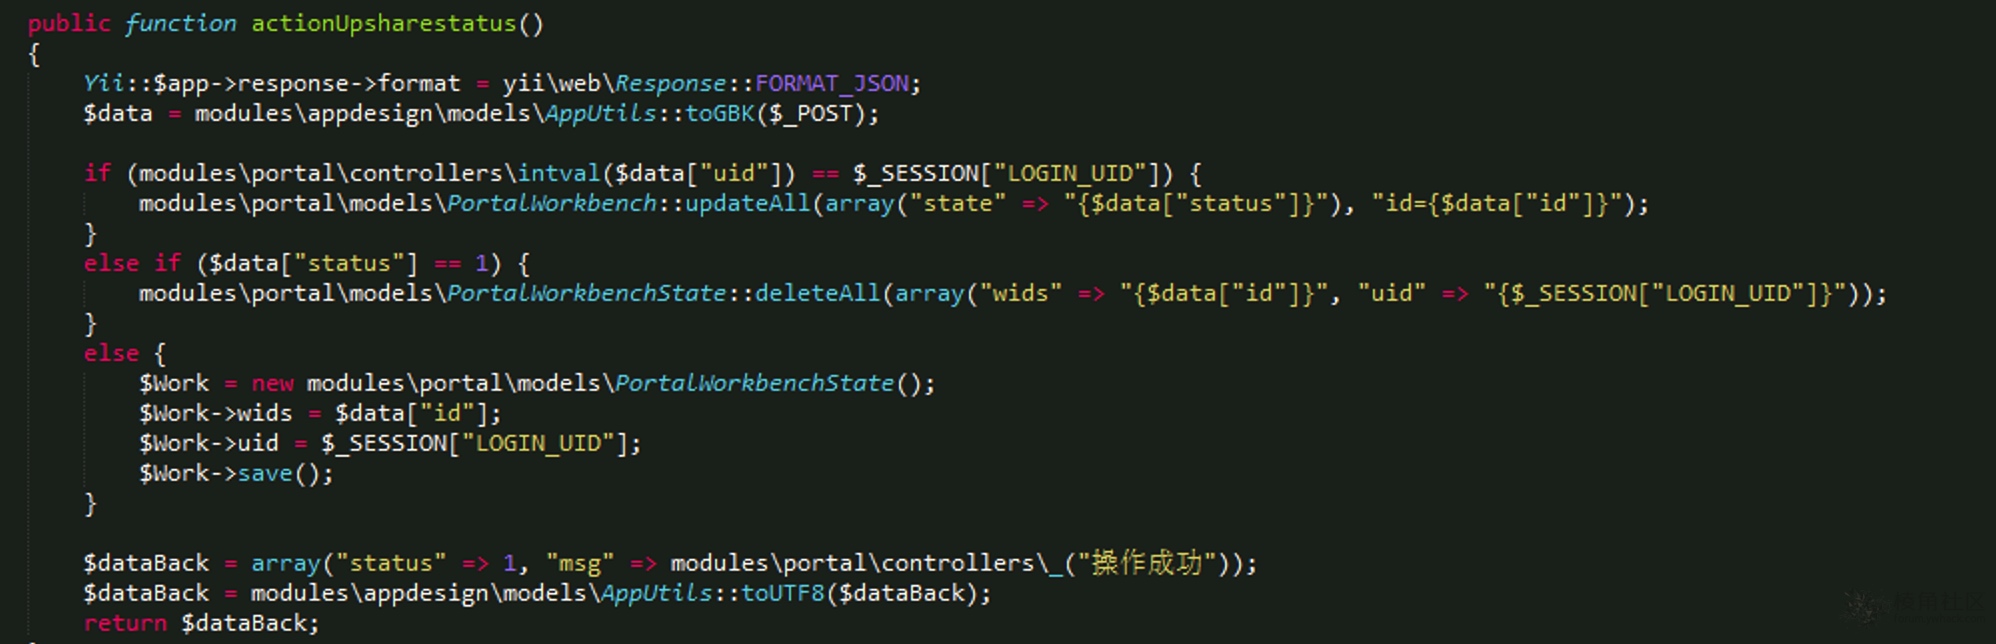 public function actionUpsharestatus()
{
Yii::$app->response->format = yii\web\Response::FORMAT_JSON;
$data = modules\appdesign\models\AppUtils::toGBK($_POST);
if (modules\portal\controllers\intval($data["uid"]) == $_SESSION["LOGIN_UID"]) {
modules\portal\models\PortalWorkbench::updateAll(array("state" => "{$data["status"]}"), "id={$data["id"]}");
}
else if ($data["status"] == 1) {
modules\portal\models\PortalWorkbenchState::deleteAll(array("wids" => "{$data["id"]}", "uid" => "{$_SESSION["LOGIN_UID"]}"));
}
else {
$Work = new modules\portal\models\PortalWorkbenchState();
$Work->wids = $data["id"];
$Work->uid = $_SESSION["LOGIN_UID"];
$Work->save();
}
$dataBack = array("status" => 1, "msg" => modules\portal\controllers\_("操作成功"));
$dataBack = modules\appdesign\models\AppUtils::toUTF8($dataBack);
return $dataBack;